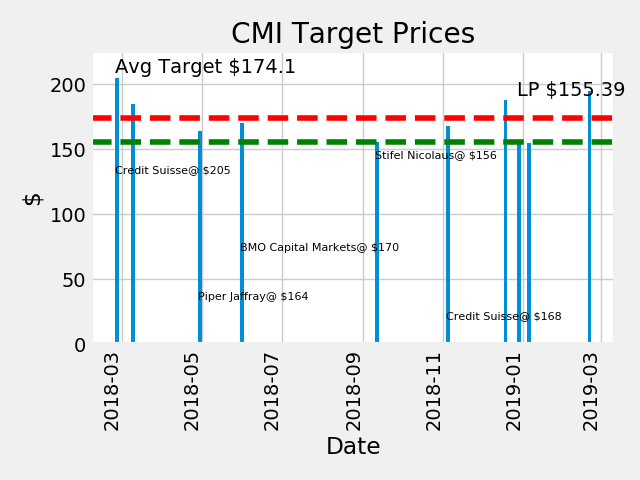 CMI Target Prices
Avg Target $174.1
LP $155.39
Credit Suisse@ $205
Stifel Nicolaus@ $156
BMO Capital Markets@ $170
Piper Jaffray@ $164
Credit Suisse@ $168
$
200
150
100
50
0
2018-03
2018-05
2018-07
2018-09
2018-11
2019-01
2019-03
Date